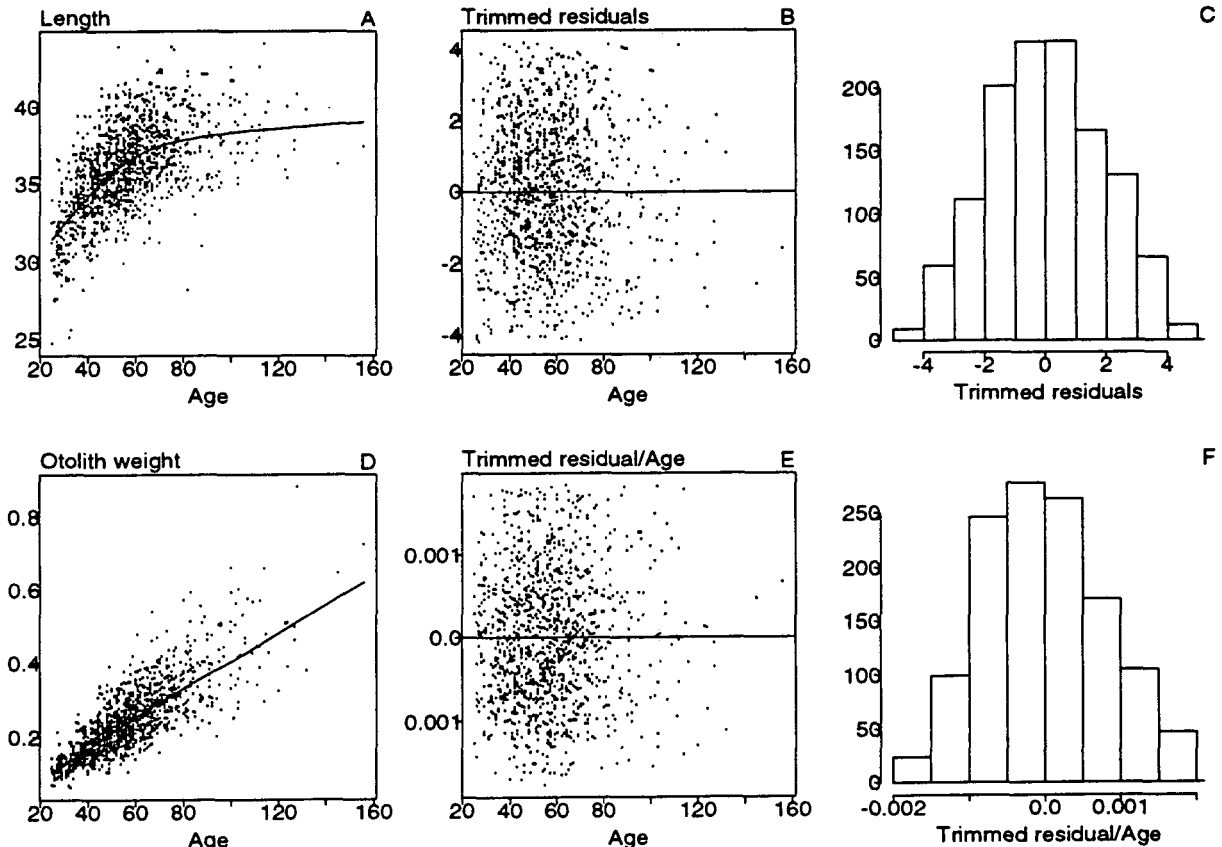 Length A
40
35
30
25
20 40 60 80 120 160
Age
Trimmed residuals B
4
2
0
-2
-4
20 40 60 80 120 160
Age
C
200
150
100
50
0
-4 -2 0 2 4
Trimmed residuals
Otolith weight D
0.8
0.6
0.4
0.2
20 40 60 80 120 160
Age
Trimmed residual/Age E
0.001
0.0
0.001
20 40 60 80 120 160
Age
F
250
200
150
100
50
0
-0.002 0.0 0.001
Trimmed residual/Age